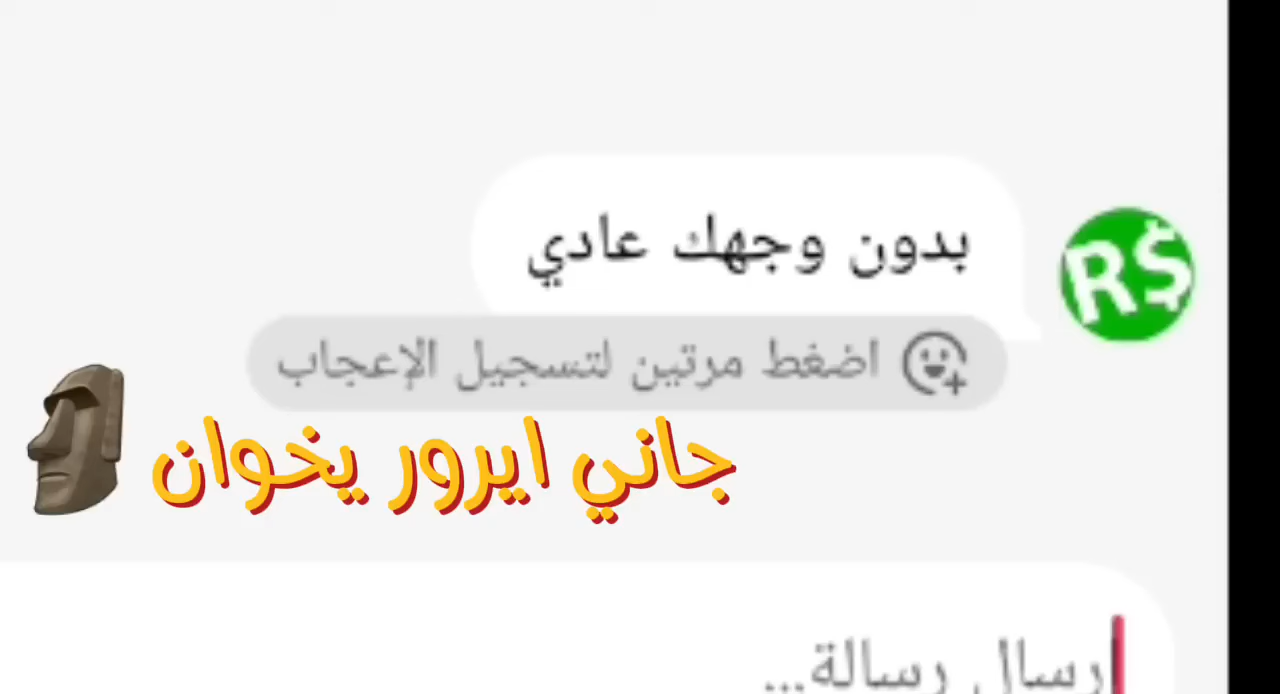 بدون وجهك عادي
R$
اضغط مرتين لتسجيل الإعجاب
جاني ايرور يخوان
إرسال رسالة...